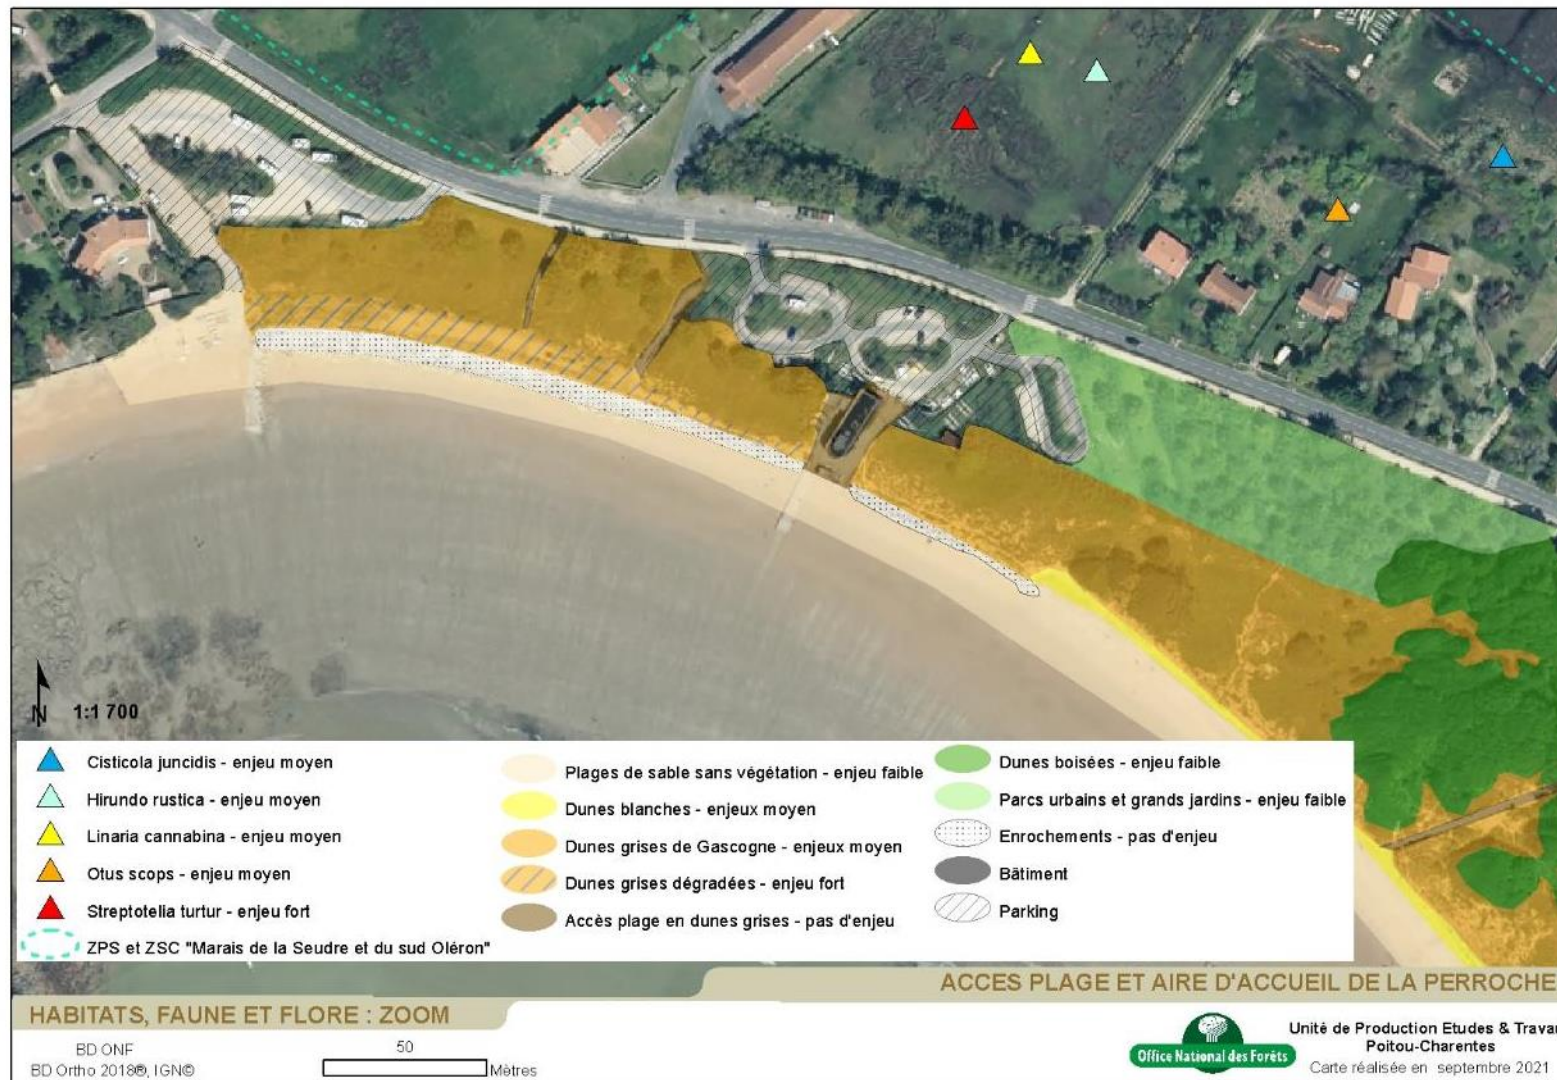 N
1:1 700
Cisticola juncidis - enjeu moyen
Hirundo rustica - enjeu moyen
Linaria cannabina - enjeu moyen
Otus scops - enjeu moyen
Streptotelia turtur - enjeu fort
ZPS et ZSC "Marais de la Seudre et du sud Oléron"
Plages de sable sans végétation - enjeu faible
Dunes blanches - enjeux moyen
Dunes grises de Gascogne - enjeux moyen
Dunes grises dégradées - enjeu fort
Accès plage en dunes grises - pas d'enjeu
Dunes boisées - enjeu faible
Parcs urbains et grands jardins - enjeu faible
Enrochements - pas d'enjeu
Bâtiment
Parking
ACCES PLAGE ET AIRE D'ACCUEIL DE LA PERROCHE
HABITATS, FAUNE ET FLORE : ZOOM
BD ONF
BD Ortho 2018®, IGN©
50
Mètres
Office National des Forêts
Unité de Production Etudes & Travau
Poitou-Charentes
Carte réalisée en septembre 2021